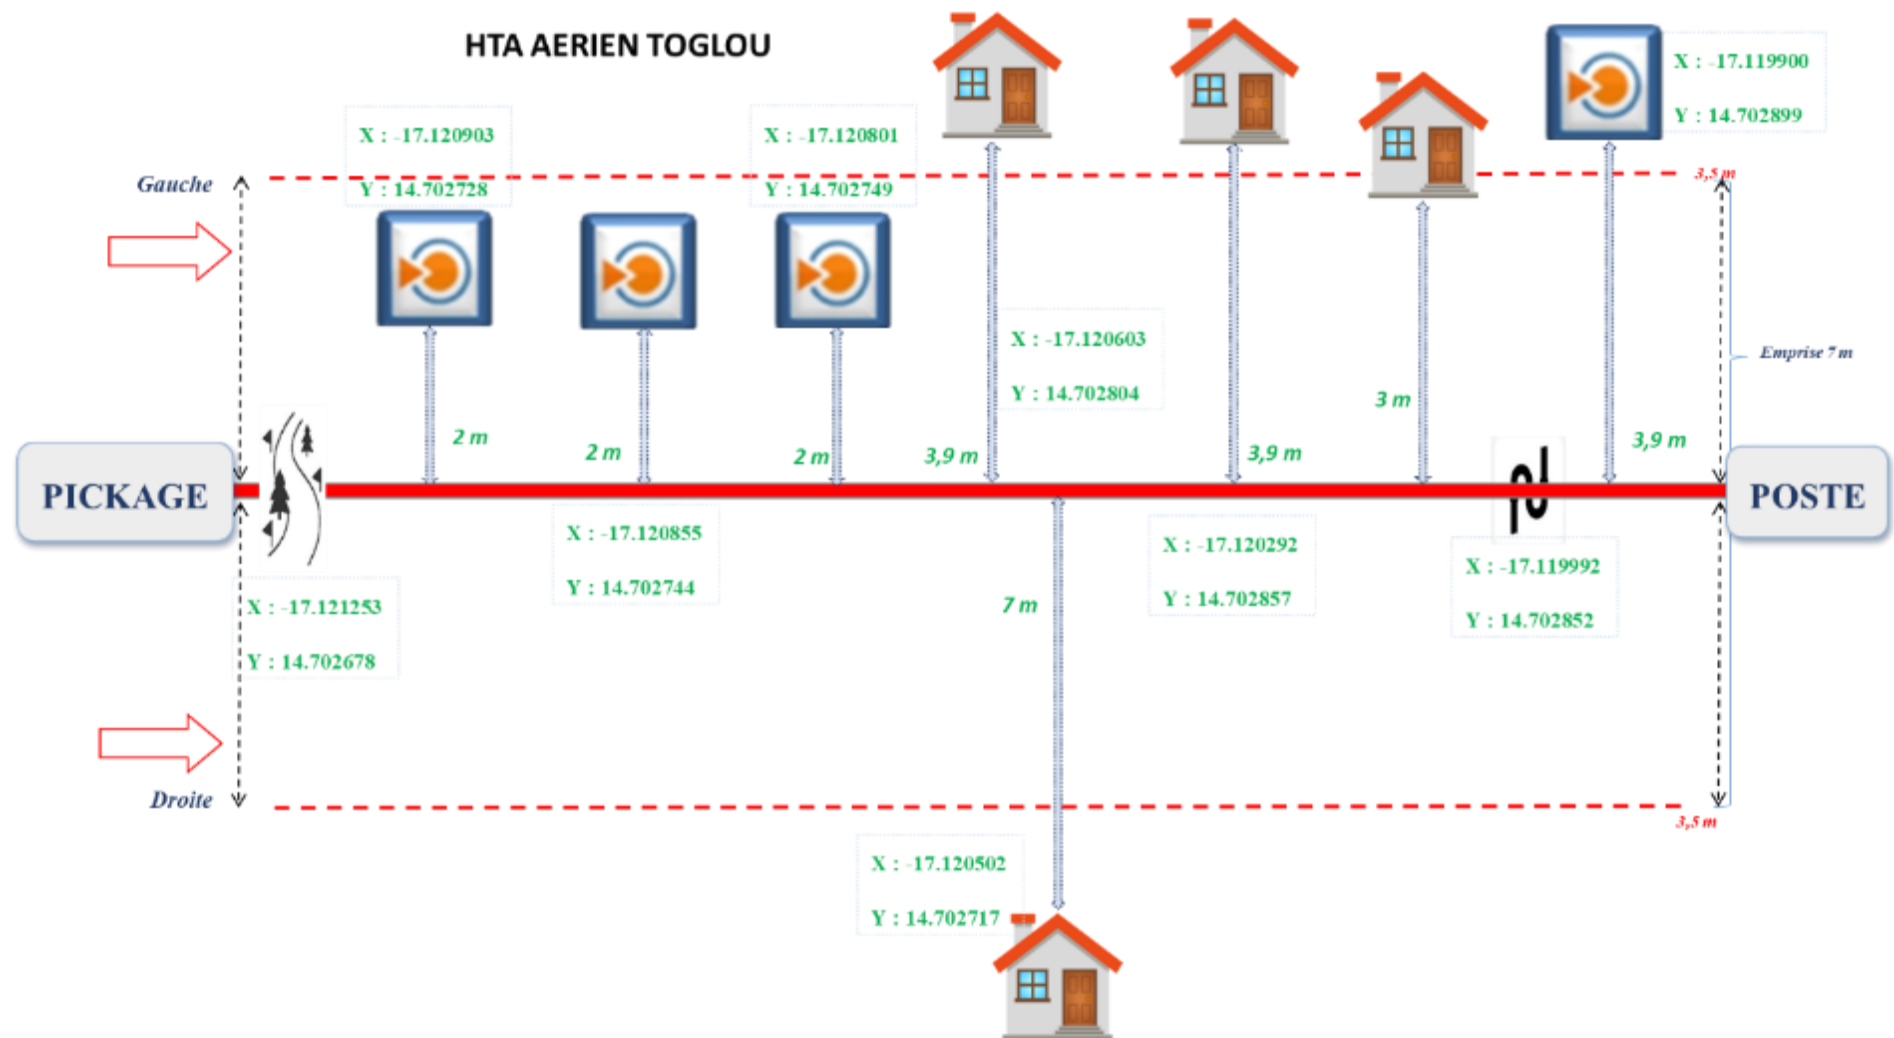 HTA AERIEN TOGLOU
X : -17.119900
Y : 14.702899
X : -17.120903
Y : 14.702728
X : -17.120801
Y : 14.702749
Gauche
3,5 m
X : -17.120603
Y : 14.702804
Emprise 7 m
3 m
2 m
2 m
2 m
3,9 m
3,9 m
3,9 m
PICKAGE
POSTE
X : -17.120855
Y : 14.702744
X : -17.120292
Y : 14.702857
X : -17.119992
Y : 14.702852
X : -17.121253
Y : 14.702678
7 m
Droite
3,5 m
X : -17.120502
Y : 14.702717